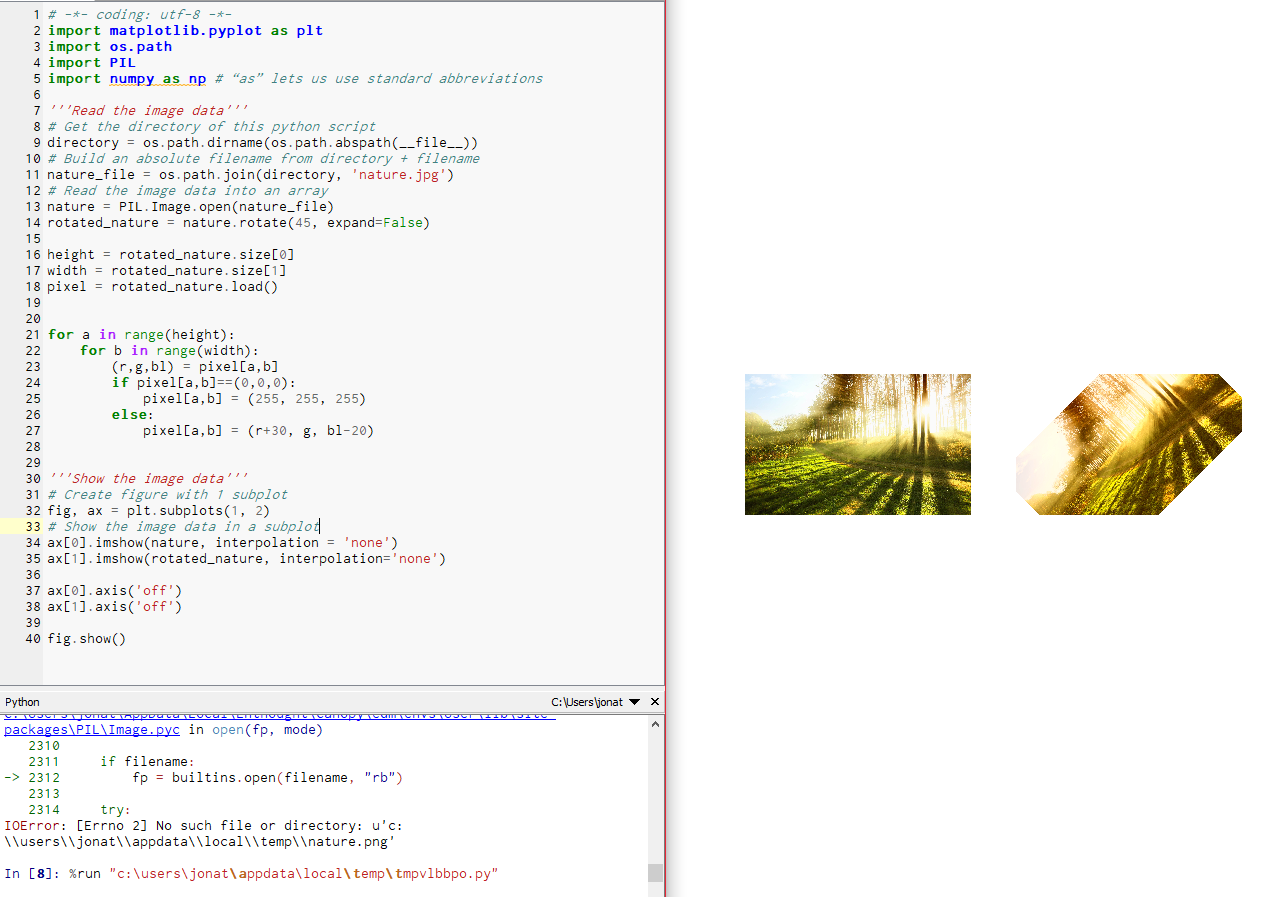 1 # -*- coding: utf-8 -*-
2 import matplotlib.pyplot as plt
3 import os.path
4 import PIL
5 import numpy as np # “as” lets us use standard abbreviations
6
7 '''Read the image data'''
8 # Get the directory of this python script
9 directory = os.path.dirname(os.path.abspath(__file__))
10 # Build an absolute filename from directory + filename
11 nature_file = os.path.join(directory, 'nature.jpg')
12 # Read the image data into an array
13 nature = PIL.Image.open(nature_file)
14 rotated_nature = nature.rotate(45, expand=False)
15
16 height = rotated_nature.size[0]
17 width = rotated_nature.size[1]
18 pixel = rotated_nature.load()
19
20
21 for a in range(height):
22     for b in range(width):
23         (r,g,bl) = pixel[a,b]
24         if pixel[a,b]==(0,0,0):
25             pixel[a,b] = (255, 255, 255)
26         else:
27             pixel[a,b] = (r+30, g, bl-20)
28
29
30 '''Show the image data'''
31 # Create figure with 1 subplot
32 fig, ax = plt.subplots(1, 2)
33 # Show the image data in a subplot
34 ax[0].imshow(nature, interpolation = 'none')
35 ax[1].imshow(rotated_nature, interpolation='none')
36
37 ax[0].axis('off')
38 ax[1].axis('off')
39
40 fig.show()
Python C:\Users\jonat
c:\users\jonat\AppData\Local\Enthought\Canopy\edm\envs\User\lib\site-
packages\PIL\Image.pyc in open(fp, mode)
2310
2311     if filename:
-> 2312         fp = builtins.open(filename, "rb")
2313
2314     try:
IOError: [Errno 2] No such file or directory: u'c:
\\users\\jonat\\appdata\\local\\temp\\nature.png'
In [8]: %run "c:\users\jonat\appdata\local\temp\tmpvlbbpo.py"